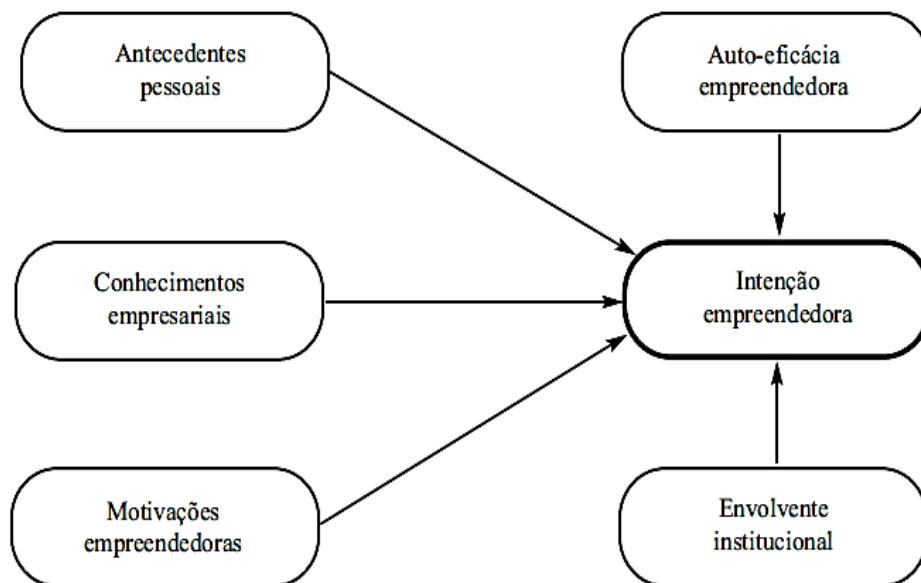 Antecedentes
pessoais
Auto-eficácia
empreendedora
Conhecimentos
empresariais
Intenção
empreendedora
Motivações
empreendedoras
Envolvente
institucional